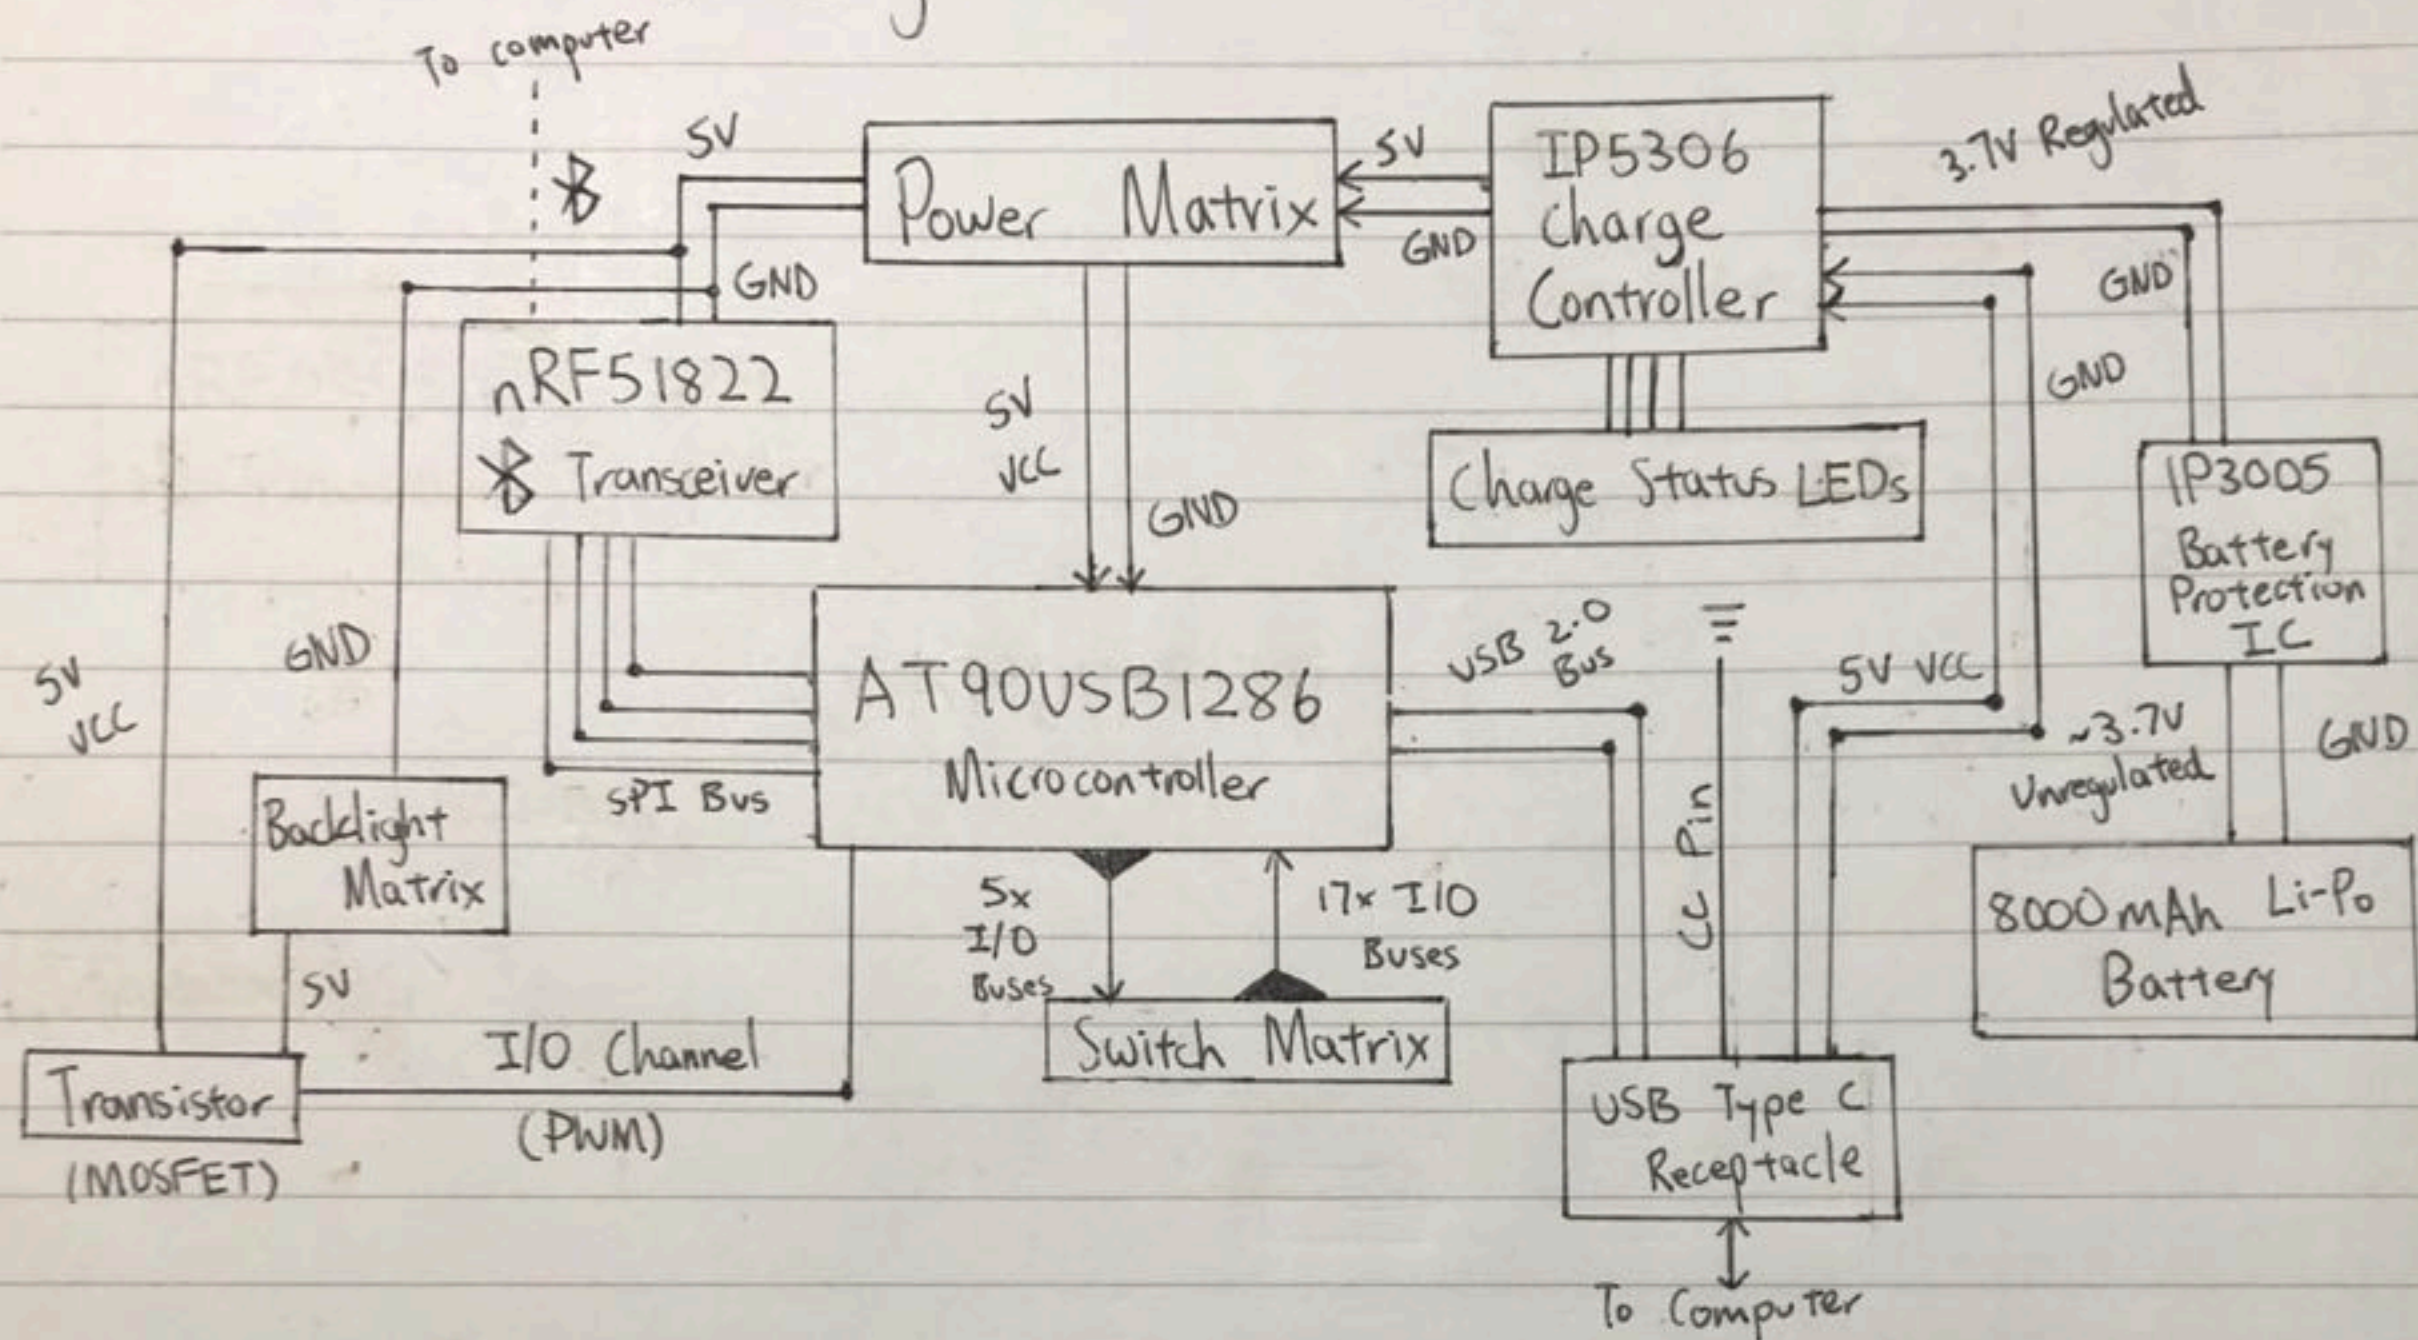 To computer
5V
Power Matrix
5V
GND
IP5306
Charge
Controller
3.7V Regulated
GND
GND
GND
nRF51822
Transceiver
5V
VCC
GND
Charge Status LEDs
IP3005
Battery
Protection
IC
5V
VCC
GND
AT90USB1286
Microcontroller
USB 2.0
Bus
5V VCC
~3.7V
Unregulated
GND
SPI Bus
CC Pin
Backlight
Matrix
5V
5x
I/O
Buses
17x I/O
Buses
8000mAh Li-Po
Battery
Transistor
(MOSFET)
I/O Channel
(PWM)
Switch Matrix
USB Type C
Receptacle
To Computer